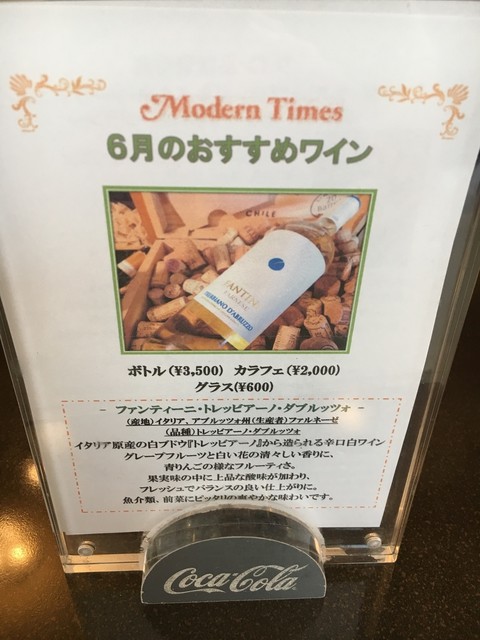 Modern Times
6月のおすすめワイン
CHILE
FANTINI
FARNESE
TREBBIANO D'ABRUZZO
ボトル(¥3,500) カラフェ(¥2,000)
グラス(¥600)
- ファンティーニ・トレッビアーノ・ダブルッツォ -
(産地)イタリア、アブルッツォ州(生産者)ファルネーゼ
(品種)トレッビアーノ・ダブルッツォ
イタリア原産の白ブドウ『トレッビアーノ』から造られる辛口白ワイン
グレープフルーツと白い花の清々しい香りに、
青りんごの様なフルーティさ。
果実味の中に上品な酸味が加わり、
フレッシュでバランスの良い仕上がりに。
魚介類、前菜にピッタリの爽やかな味わいです。
Coca-Cola